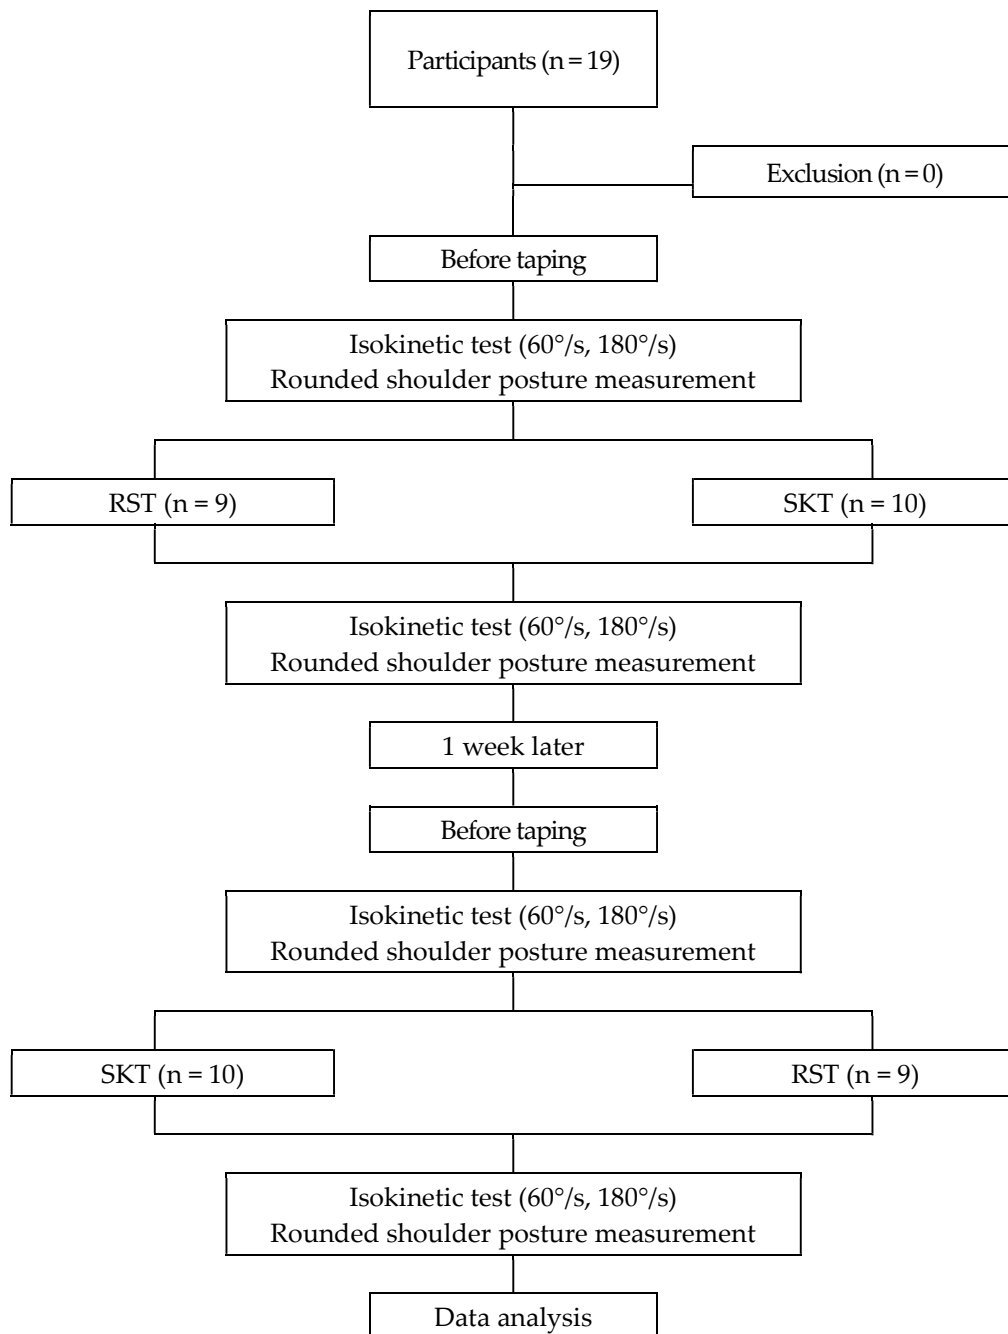 Participants (n = 19)
Exclusion (n = 0)
Before taping
Isokinetic test (60°/s, 180°/s)
Rounded shoulder posture measurement
RST (n = 9)
SKT (n = 10)
Isokinetic test (60°/s, 180°/s)
Rounded shoulder posture measurement
1 week later
Before taping
Isokinetic test (60°/s, 180°/s)
Rounded shoulder posture measurement
SKT (n = 10)
RST (n = 9)
Isokinetic test (60°/s, 180°/s)
Rounded shoulder posture measurement
Data analysis